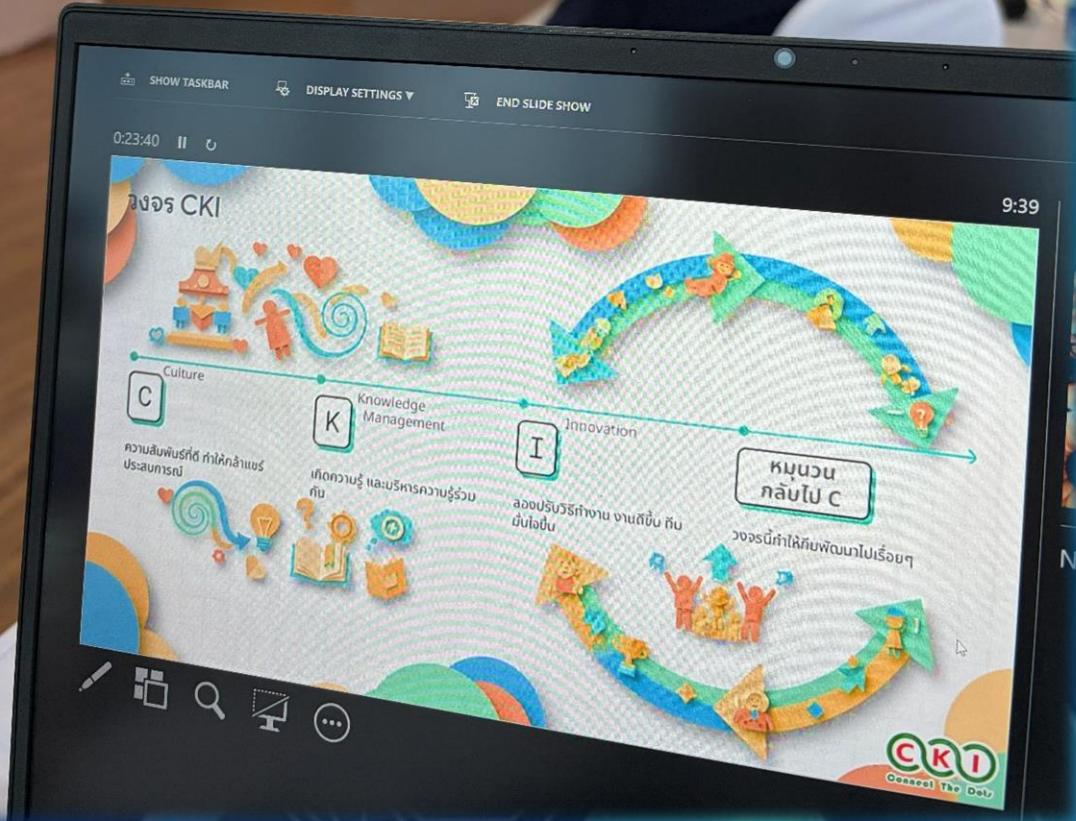 SHOW TASKBAR
DISPLAY SETTINGS ▼
END SLIDE SHOW
0:23:40
9:39
วงจร CKI
C
Culture
ความสัมพันธ์ที่ดี ทำให้กล้าแชร์
ประสบการณ์
K
Knowledge
Management
เกิดความรู้ และบริหารความรู้ร่วม
กัน
I
Innovation
ลองปรับวิธีทำงาน งานดีขึ้น ทีม
มั่นใจขึ้น
หมุนวน
กลับไป C
วงจรนี้ทำให้ทีมพัฒนาไปเรื่อยๆ
?
?
N
CKI
Connect The Dots